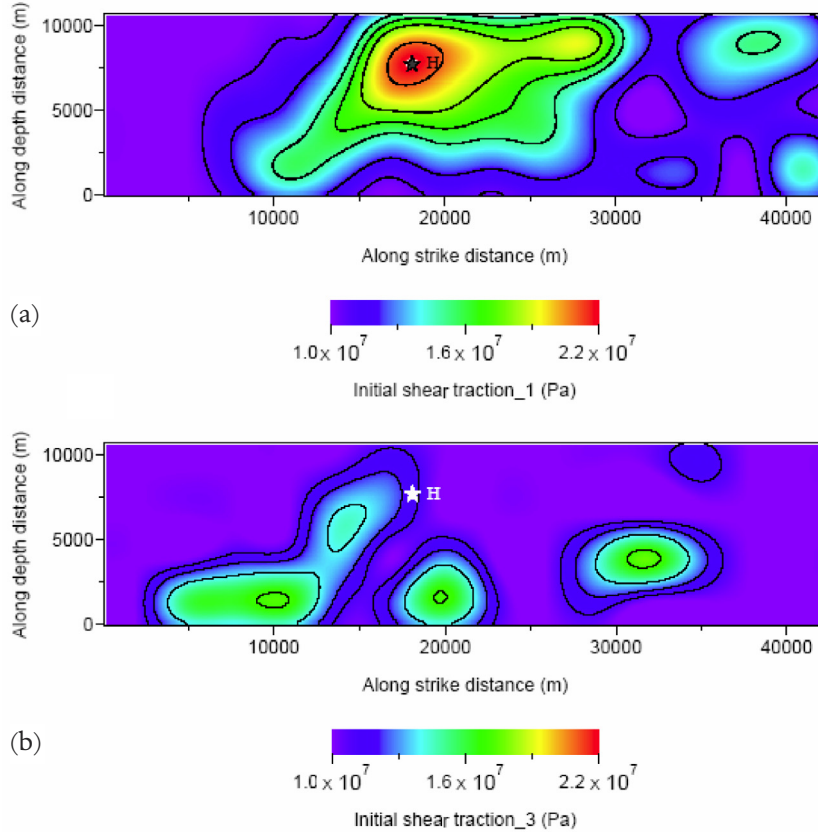 (a)
10000
5000
0
Along depth distance (m)
H
10000 20000 30000 40000
Along strike distance (m)
1.0 x 10^7 1.6 x 10^7 2.2 x 10^7
Initial shear traction_1 (Pa)
(b)
10000
5000
0
Along depth distance (m)
H
10000 20000 30000 40000
Along strike distance (m)
1.0 x 10^7 1.6 x 10^7 2.2 x 10^7
Initial shear traction_3 (Pa)